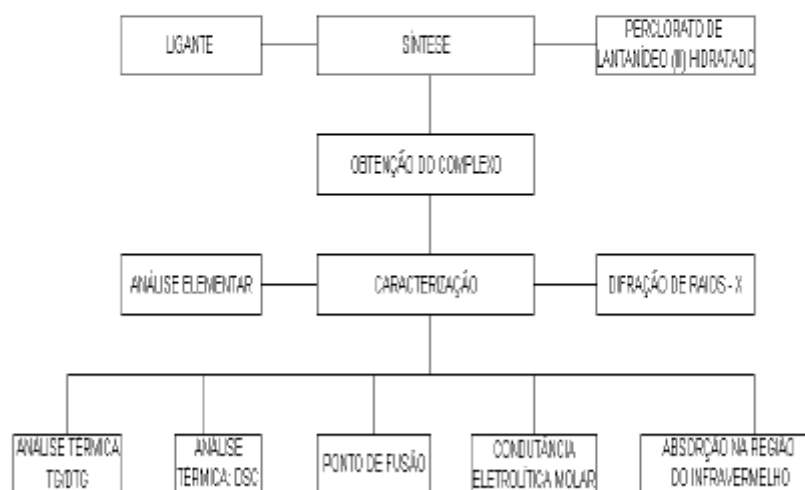 LIGANTE
SÍNTESE
PERCLORATO DE
LANTANÍDEO (III) HIDRATADO
OBTENÇÃO DO COMPLEXO
ANÁLISE ELEMENTAR
CARACTERIZAÇÃO
DIFRAÇÃO DE RAIOS - X
ANÁLISE TÉRMICA
TG/DTG
ANÁLISE
TÉRMICA: DSC
PONTO DE FUSÃO
CONDUTÂNCIA
ELETROLÍTICA MOLAR
ABSORÇÃO NA REGIÃO
DO INFRAVERMELHO